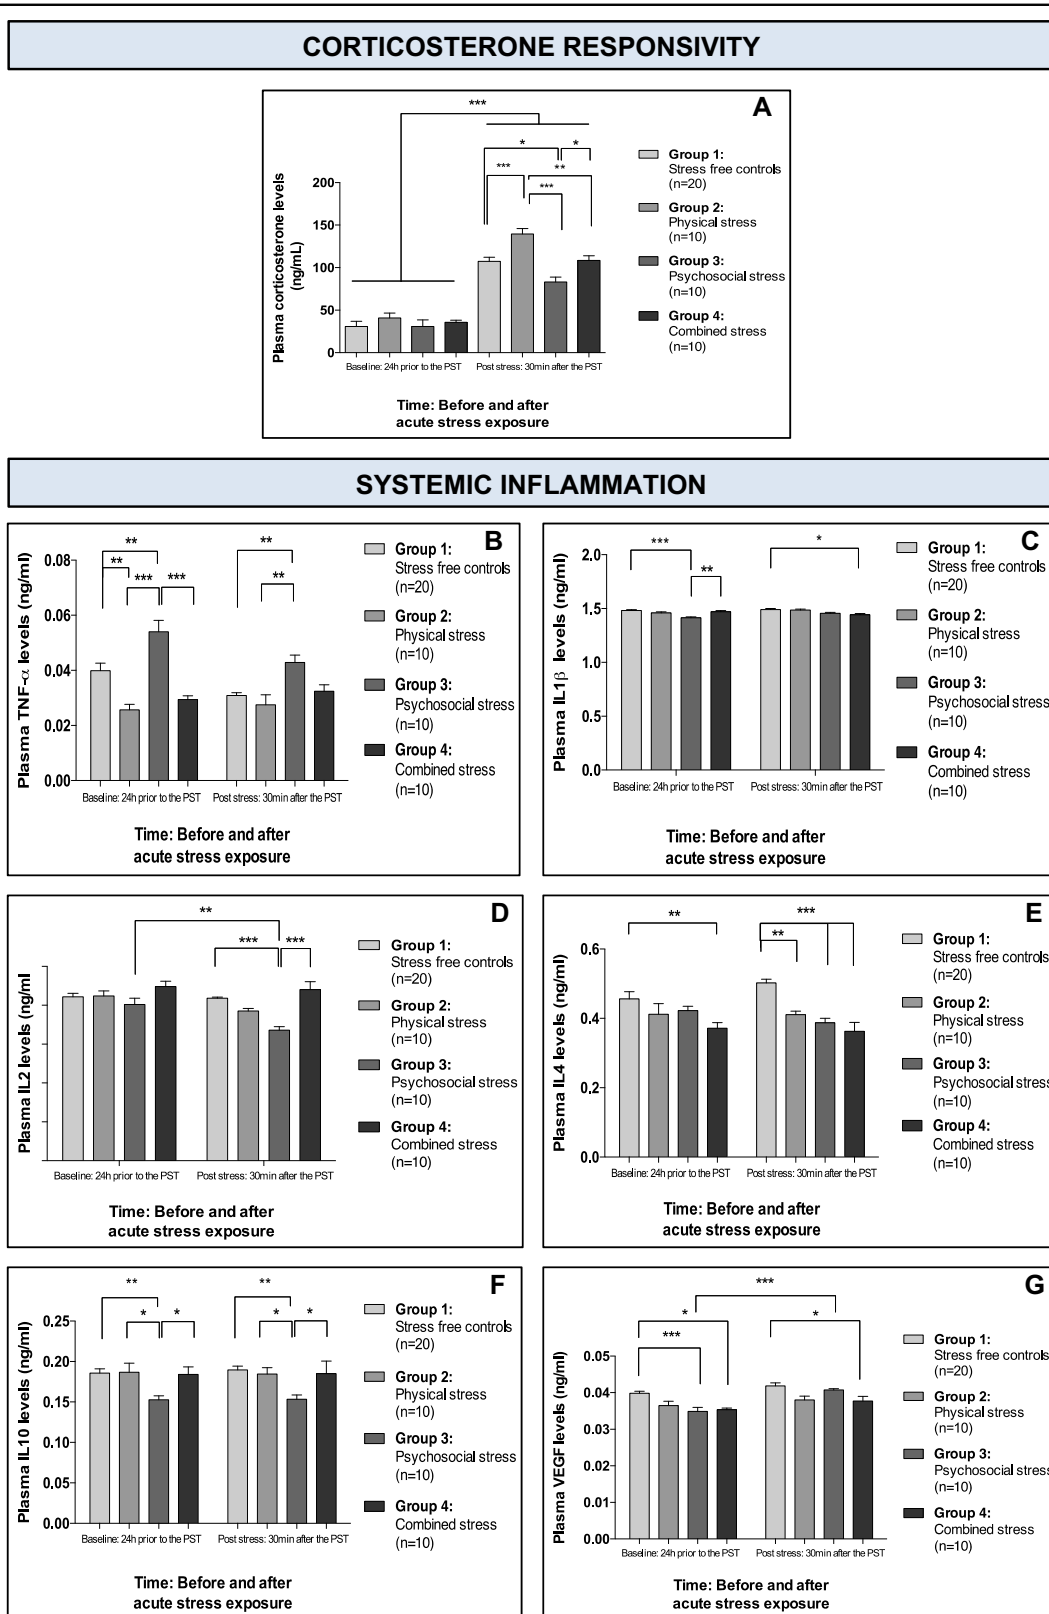 CORTICOSTERONE RESPONSIVITY
A
***
*
*
***
**
***
Plasma corticosterone levels
(ng/mL)
200
150
100
50
0
Baseline: 24h prior to the PST
Post stress: 30min after the PST
Time: Before and after
acute stress exposure
Group 1:
Stress free controls
(n=20)
Group 2:
Physical stress
(n=10)
Group 3:
Psychosocial stress
(n=10)
Group 4:
Combined stress
(n=10)
SYSTEMIC INFLAMMATION
B
**
**
***
***
**
**
Plasma TNF-α levels (ng/ml)
0.08
0.06
0.04
0.02
0.00
Baseline: 24h prior to the PST
Post stress: 30min after the PST
Time: Before and after
acute stress exposure
Group 1:
Stress free controls
(n=20)
Group 2:
Physical stress
(n=10)
Group 3:
Psychosocial stress
(n=10)
Group 4:
Combined stress
(n=10)
C
***
**
*
Plasma IL1β levels (ng/ml)
2.0
1.5
1.0
0.5
0.0
Baseline: 24h prior to the PST
Post stress: 30min after the PST
Time: Before and after
acute stress exposure
Group 1:
Stress free controls
(n=20)
Group 2:
Physical stress
(n=10)
Group 3:
Psychosocial stress
(n=10)
Group 4:
Combined stress
(n=10)
D
**
***
***
Plasma IL2 levels (ng/ml)
Baseline: 24h prior to the PST
Post stress: 30min after the PST
Time: Before and after
acute stress exposure
Group 1:
Stress free controls
(n=20)
Group 2:
Physical stress
(n=10)
Group 3:
Psychosocial stress
(n=10)
Group 4:
Combined stress
(n=10)
E
**
***
**
Plasma IL4 levels (ng/ml)
0.6
0.4
0.2
0.0
Baseline: 24h prior to the PST
Post stress: 30min after the PST
Time: Before and after
acute stress exposure
Group 1:
Stress free controls
(n=20)
Group 2:
Physical stress
(n=10)
Group 3:
Psychosocial stress
(n=10)
Group 4:
Combined stress
(n=10)
F
**
*
*
**
*
*
Plasma IL10 levels (ng/ml)
0.25
0.20
0.15
0.10
0.05
0.00
Baseline: 24h prior to the PST
Post stress: 30min after the PST
Time: Before and after
acute stress exposure
Group 1:
Stress free controls
(n=20)
Group 2:
Physical stress
(n=10)
Group 3:
Psychosocial stress
(n=10)
Group 4:
Combined stress
(n=10)
G
***
*
***
*
Plasma VEGF levels (ng/ml)
0.05
0.04
0.03
0.02
0.01
0.00
Baseline: 24h prior to the PST
Post stress: 30min after the PST
Time: Before and after
acute stress exposure
Group 1:
Stress free controls
(n=20)
Group 2:
Physical stress
(n=10)
Group 3:
Psychosocial stress
(n=10)
Group 4:
Combined stress
(n=10)